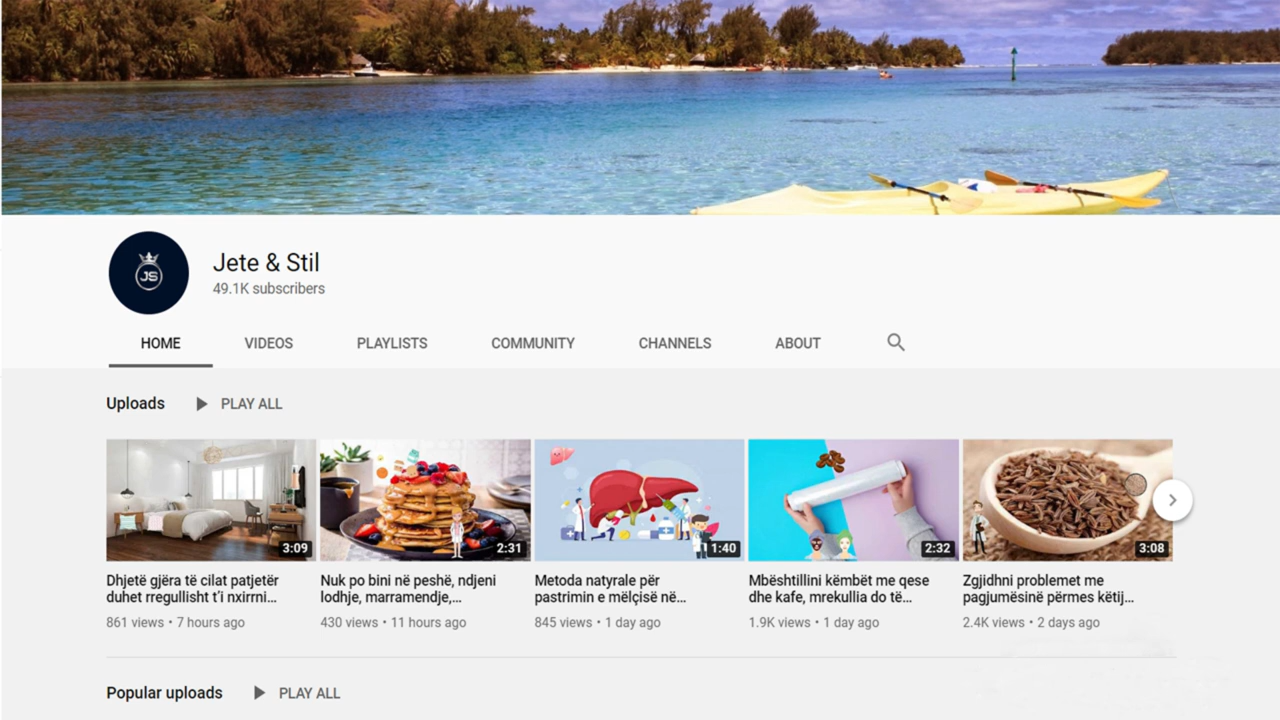 JS
Jete & Stil
49.1K subscribers
HOME VIDEOS PLAYLISTS COMMUNITY CHANNELS ABOUT
Uploads PLAY ALL
3:09 2:31 1:40 2:32 3:08
Dhjetë gjëra të cilat patjetër
duhet rregullisht t'i nxirrni...
861 views • 7 hours ago
Nuk po bini në peshë, ndjeni
lodhje, marramendje,...
430 views • 11 hours ago
Metoda natyrale për
pastrimin e mëlçisë në...
845 views • 1 day ago
Mbështillini këmbët me qese
dhe kafe, mrekullia do të...
1.9K views • 1 day ago
Zgjidhni problemet me
pagjumësinë përmes këtij...
2.4K views • 2 days ago
Popular uploads PLAY ALL